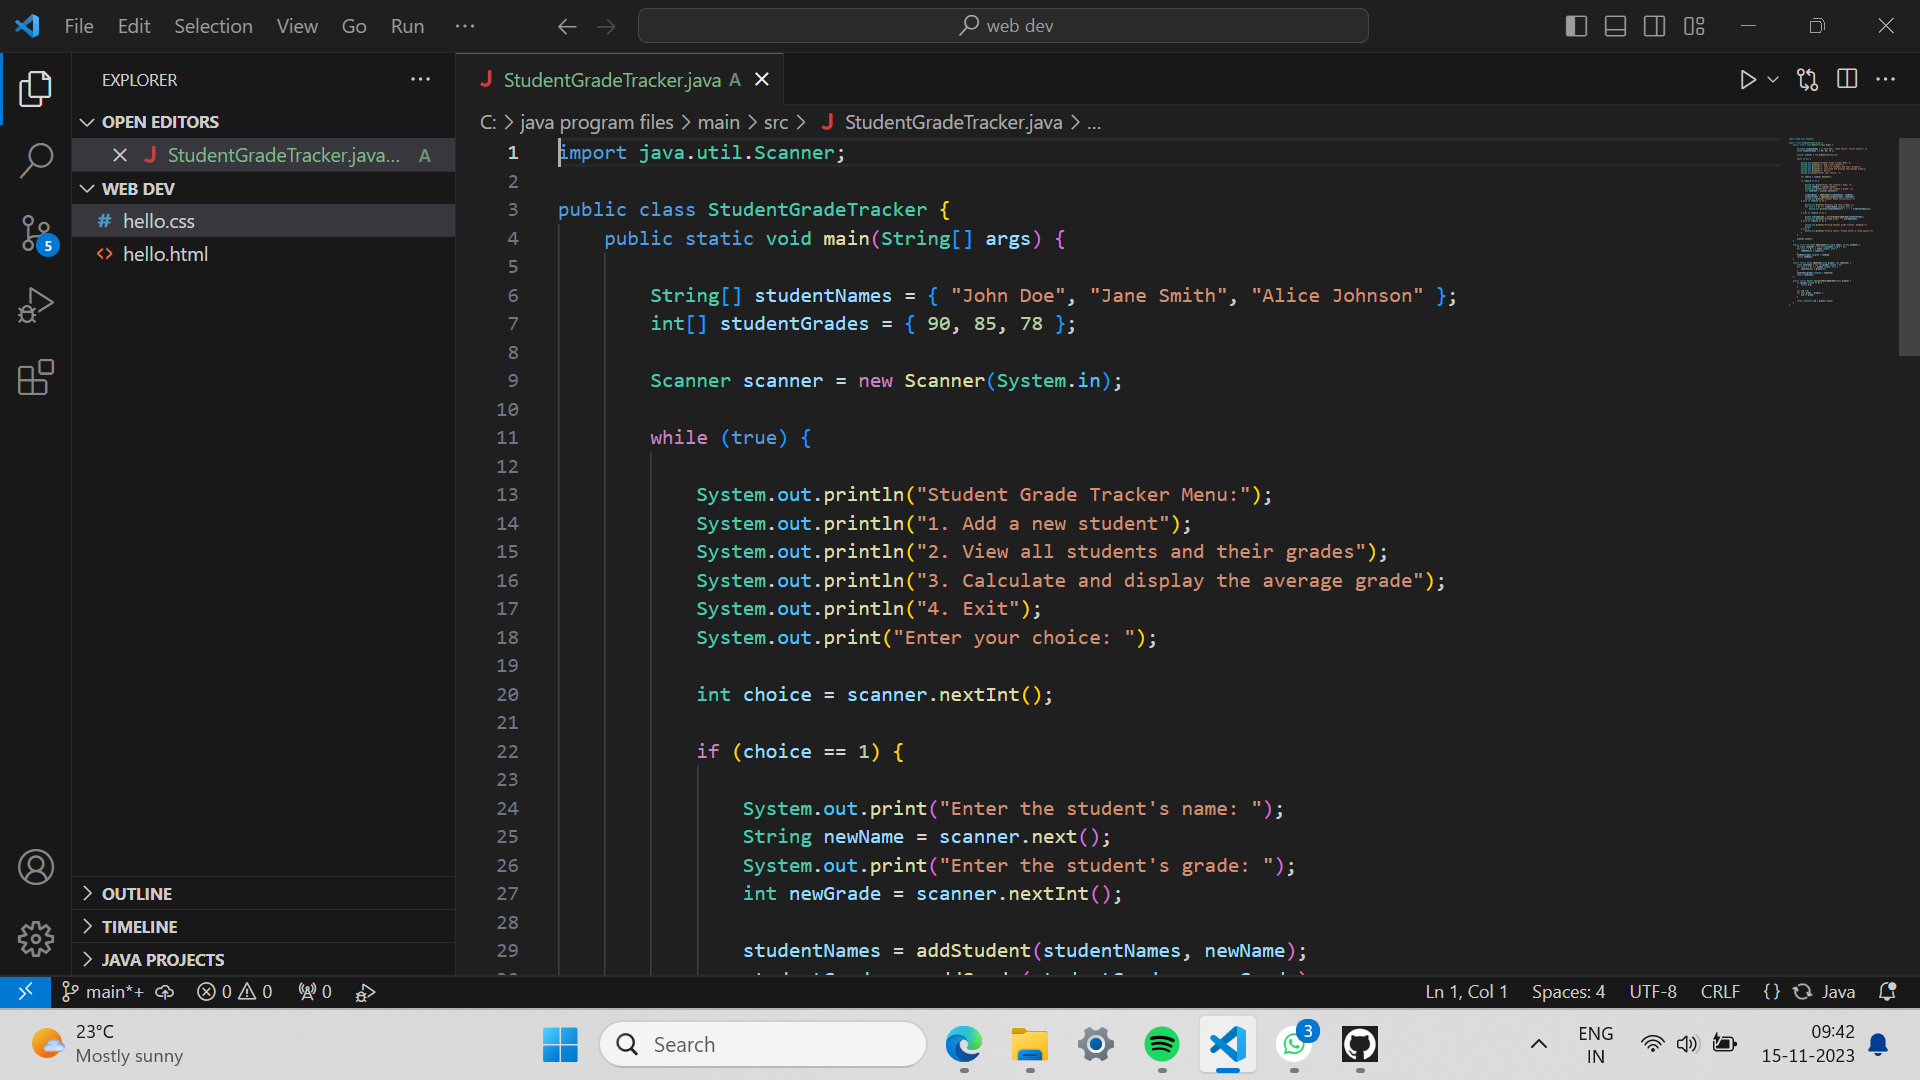 File Edit Selection View Go Run ···
web dev
EXPLORER
OPEN EDITORS
StudentGradeTracker.java... A
WEB DEV
# hello.css
<> hello.html
5
OUTLINE
TIMELINE
JAVA PROJECTS
J StudentGradeTracker.java A
C: > java program files > main > src > J StudentGradeTracker.java > ...
1 import java.util.Scanner;
2
3 public class StudentGradeTracker {
4 public static void main(String[] args) {
5
6 String[] studentNames = { "John Doe", "Jane Smith", "Alice Johnson" };
7 int[] studentGrades = { 90, 85, 78 };
8
9 Scanner scanner = new Scanner(System.in);
10
11 while (true) {
12
13 System.out.println("Student Grade Tracker Menu:");
14 System.out.println("1. Add a new student");
15 System.out.println("2. View all students and their grades");
16 System.out.println("3. Calculate and display the average grade");
17 System.out.println("4. Exit");
18 System.out.print("Enter your choice: ");
19
20 int choice = scanner.nextInt();
21
22 if (choice == 1) {
23
24 System.out.print("Enter the student's name: ");
25 String newName = scanner.next();
26 System.out.print("Enter the student's grade: ");
27 int newGrade = scanner.nextInt();
28
29 studentNames = addStudent(studentNames, newName);
main*+ 0 0 0
Ln 1, Col 1 Spaces: 4 UTF-8 CRLF {} Java
23°C
Mostly sunny
Search
3
ENG
IN
09:42
15-11-2023